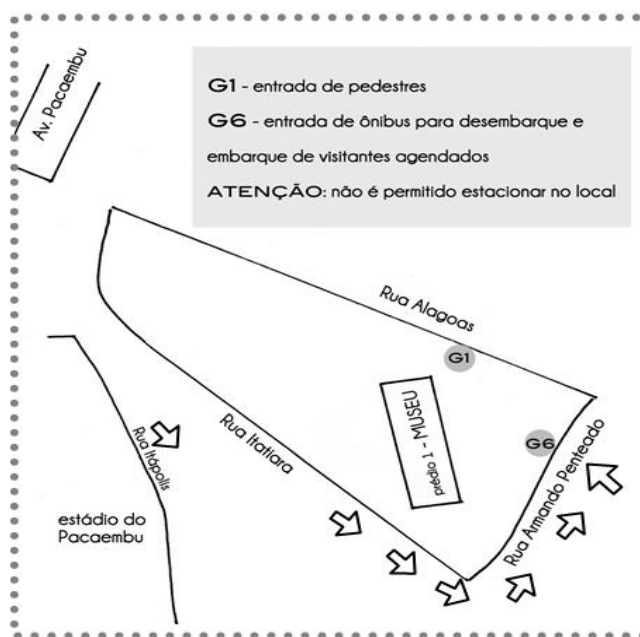 Av. Pacaembu
G1 - entrada de pedestres
G6 - entrada de ônibus para desembarque e
embarque de visitantes agendados
ATENÇÃO: não é permitido estacionar no local
Rua Alagoas
G1
prédio 1 - MUSEU
G6
Rua Itatiara
Rua Itápolis
Rua Armando Penteado
estádio do
Pacaembu